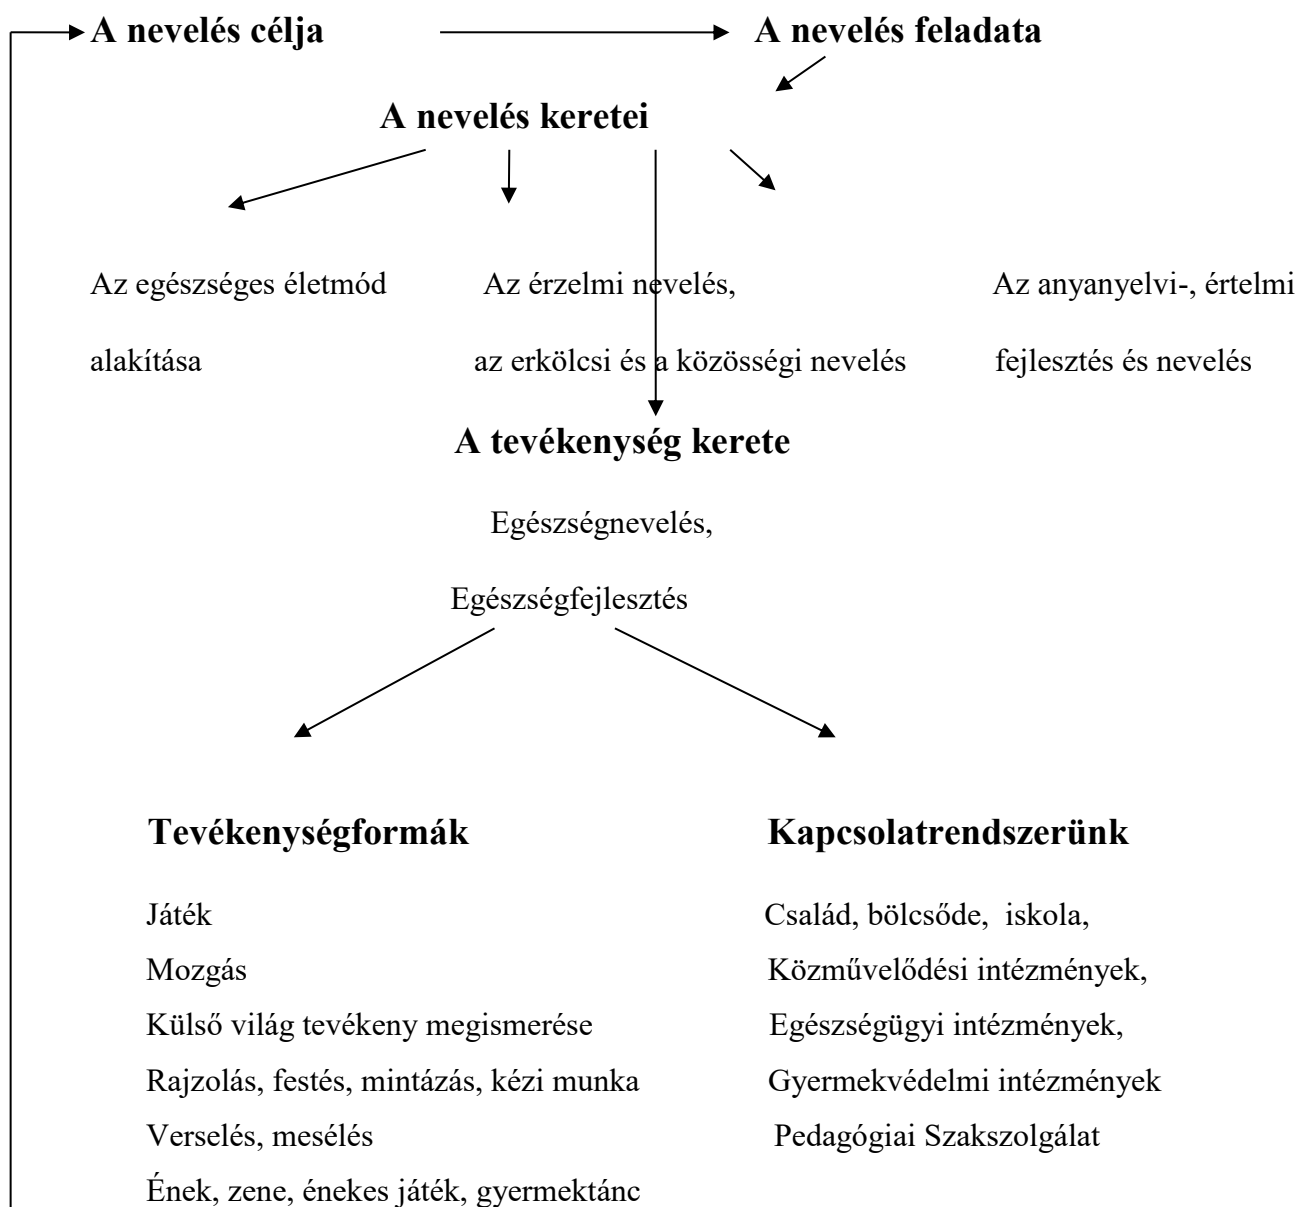 A nevelés célja A nevelés feladata
A nevelés keretei
Az egészséges életmód Az érzelmi nevelés, Az anyanyelvi-, értelmi
alakítása az erkölcsi és a közösségi nevelés fejlesztés és nevelés
A tevékenység kerete
Egészségnevelés,
Egészségfejlesztés
Tevékenységformák Kapcsolatrendszerünk
Játék Család, bölcsőde, iskola,
Mozgás Közművelődési intézmények,
Külső világ tevékeny megismerése Egészségügyi intézmények,
Rajzolás, festés, mintázás, kézi munka Gyermekvédelmi intézmények
Verselés, mesélés Pedagógiai Szakszolgálat
Ének, zene, énekes játék, gyermektánc